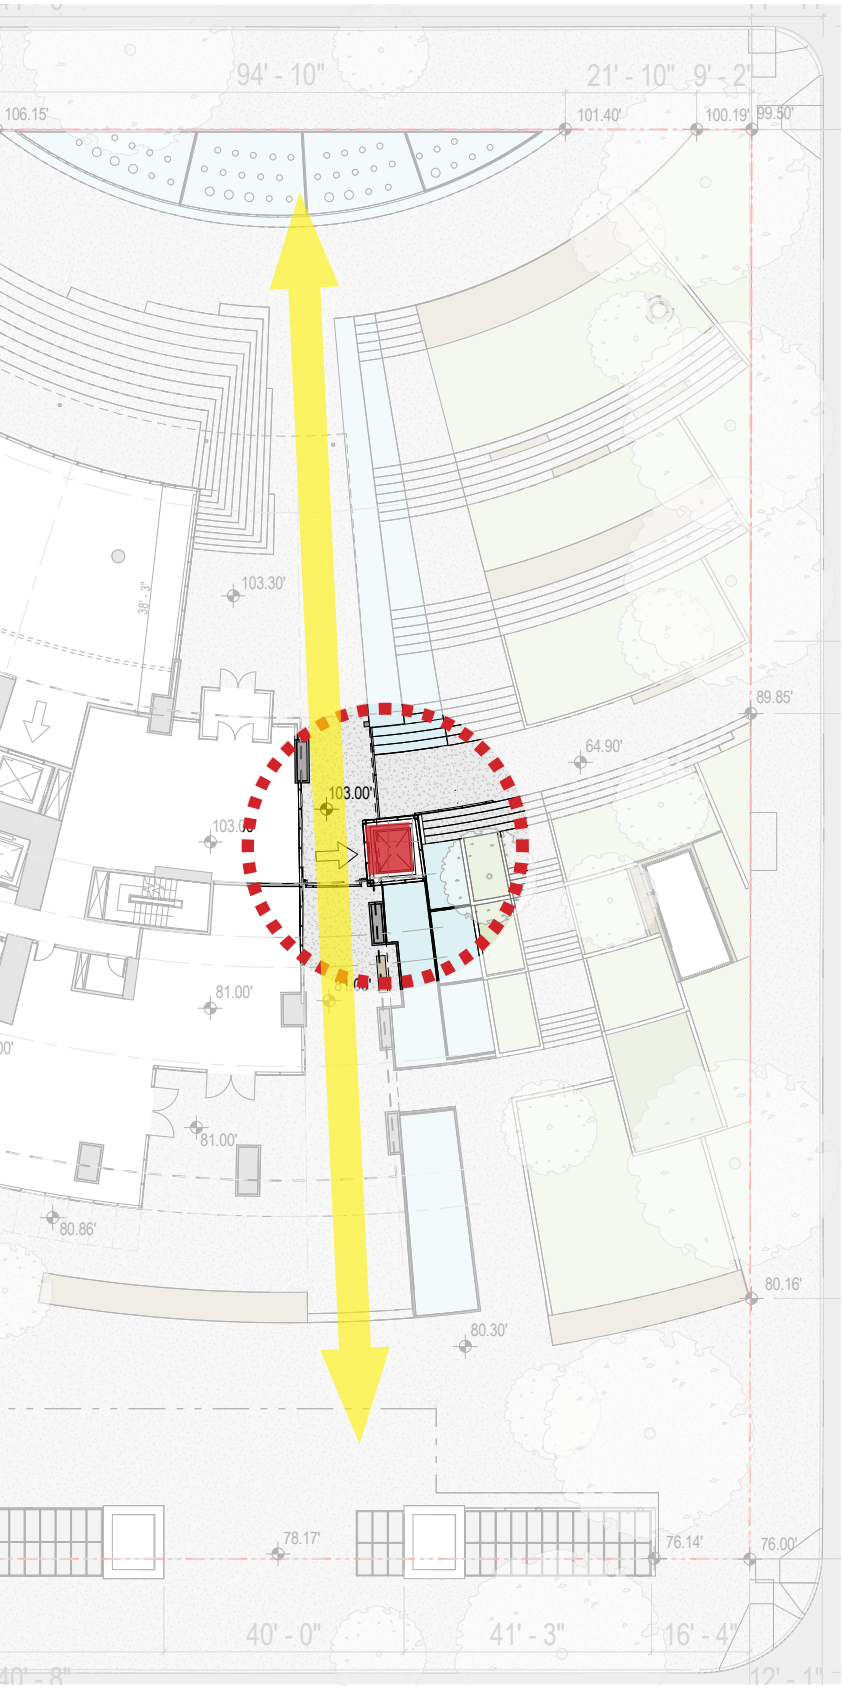 94' - 10"
21' - 10"
9' - 2"
106.15'
101.40'
100.19'
99.50'
103.30'
38' - 3"
89.85'
64.90'
103.00'
81.00'
81.00'
80.86'
80.16'
80.30'
78.17'
76.14'
76.00'
40' - 0"
41' - 3"
16' - 4"
12' - 1"